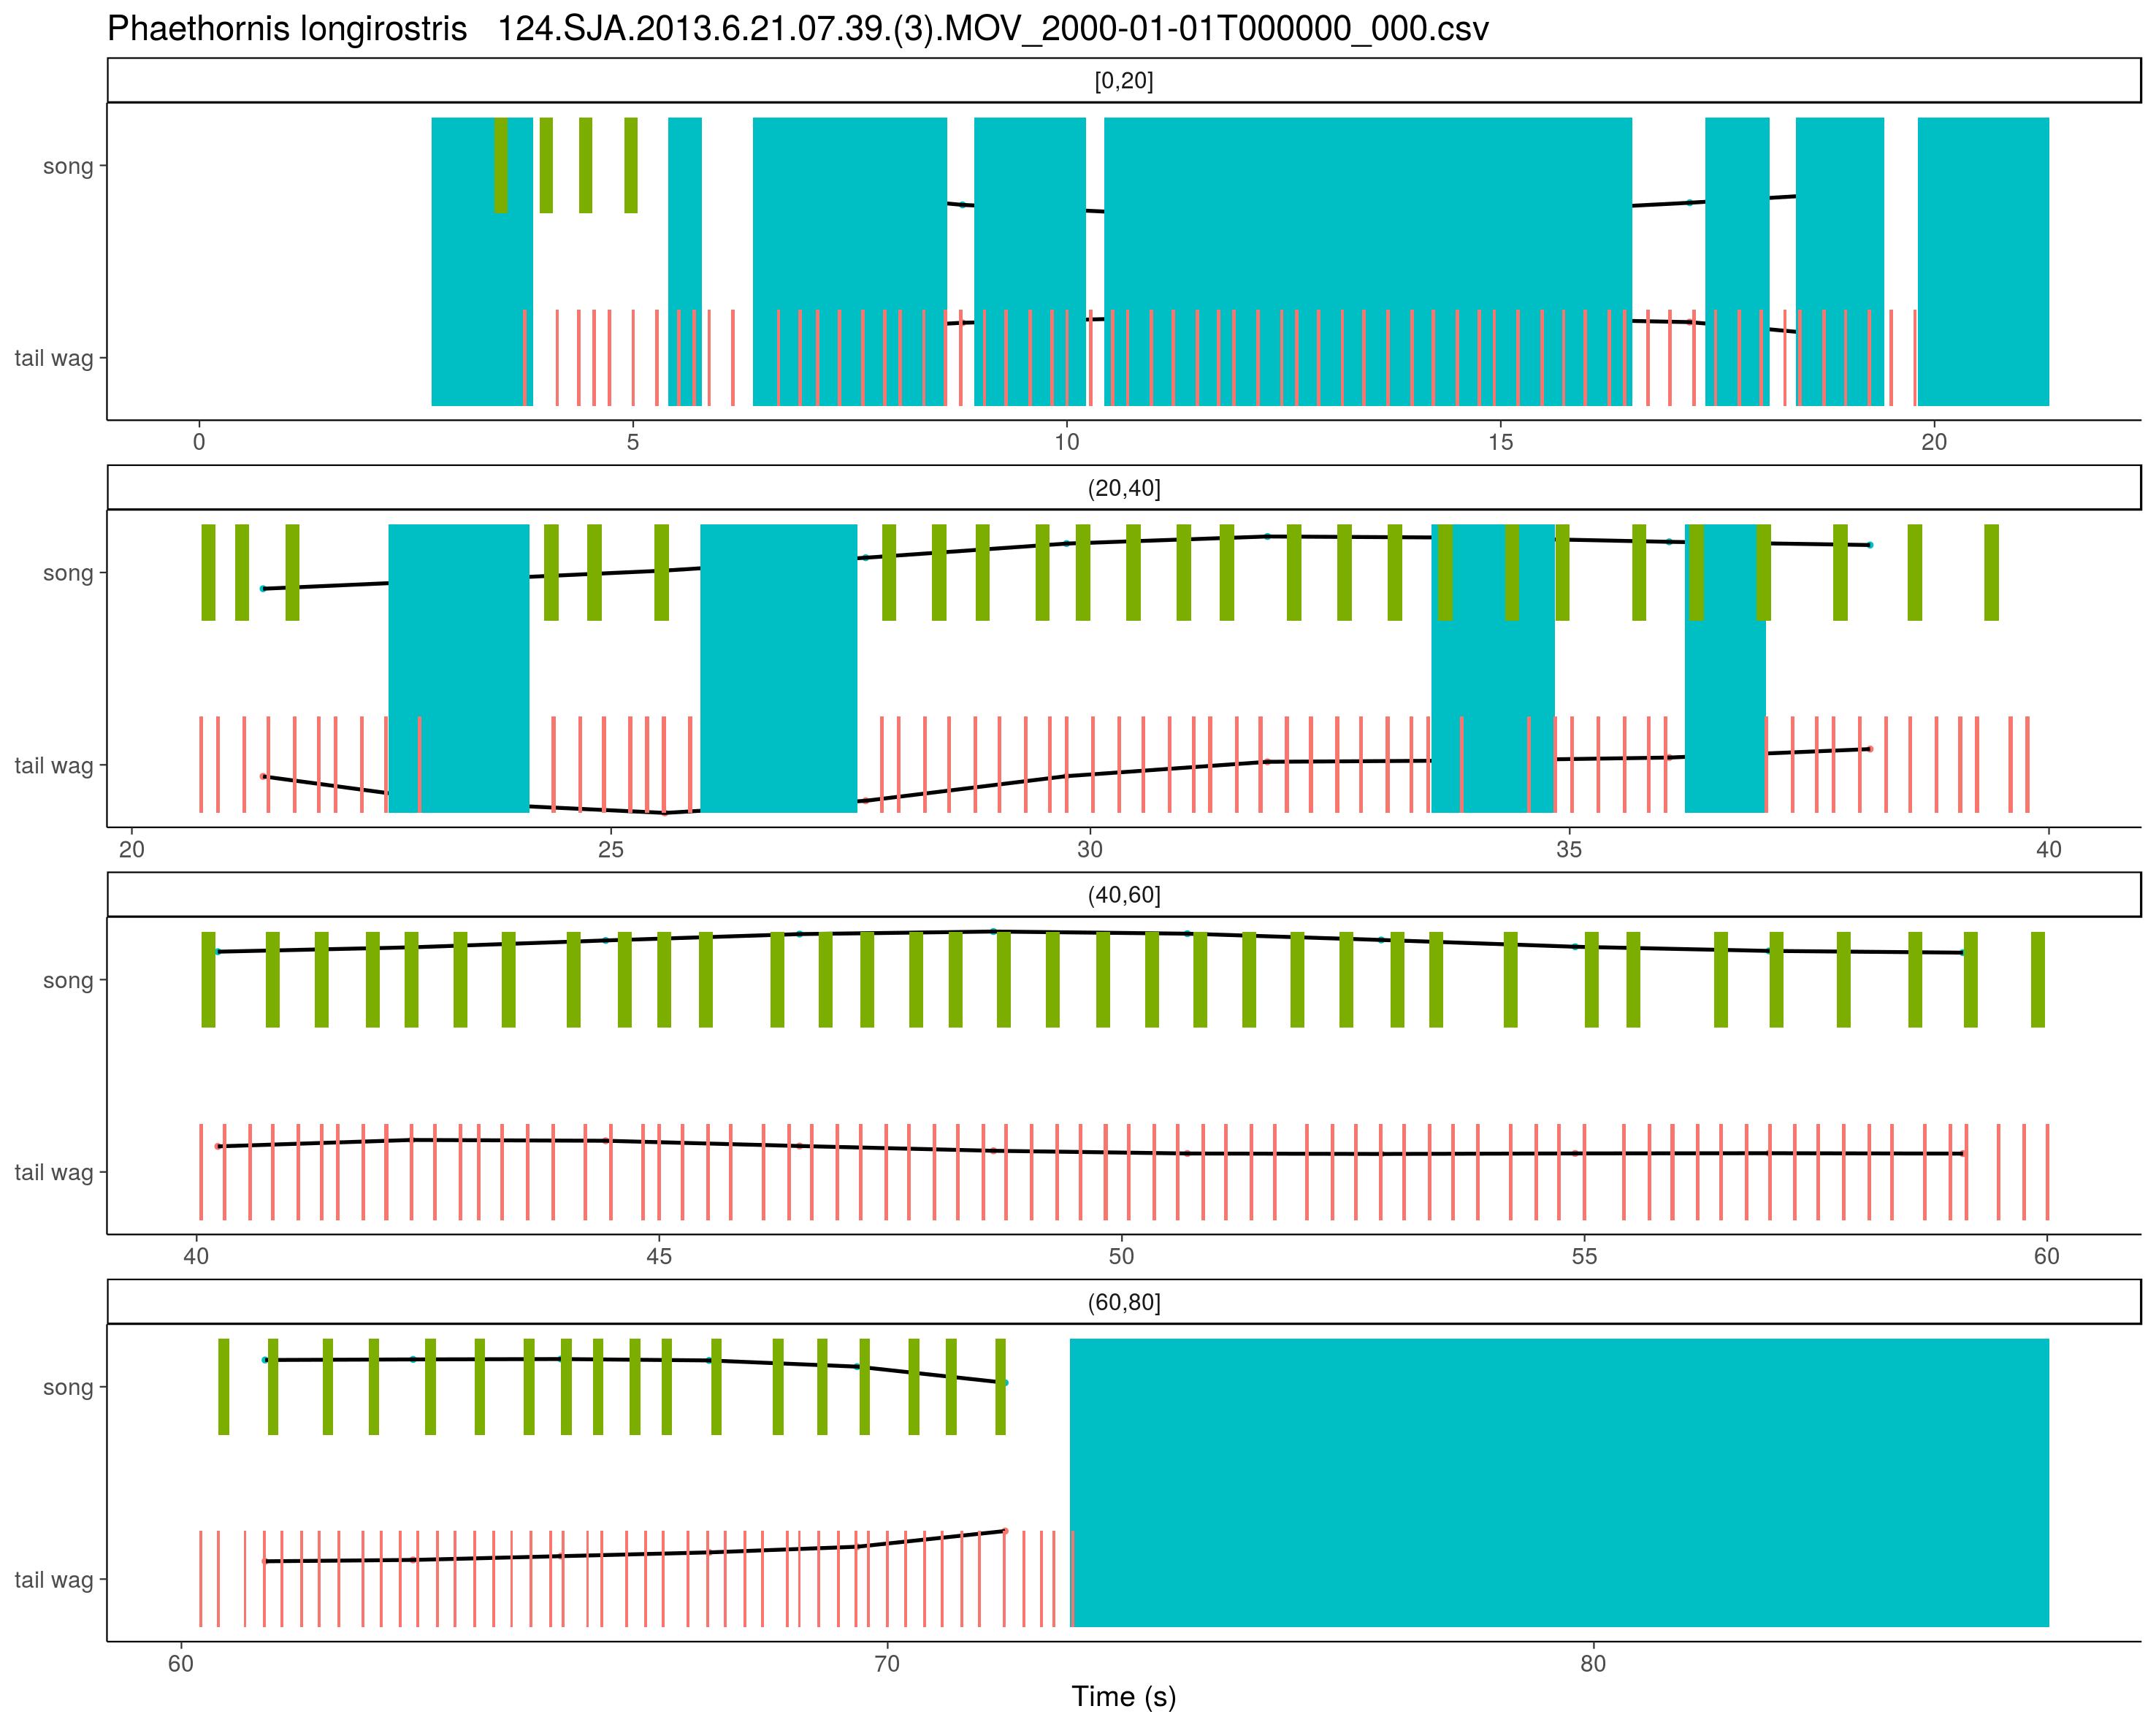 Phaethornis longirostris   124.SJA.2013.6.21.07.39.(3).MOV_2000-01-01T000000_000.csv
[0,20]
song
tail wag
0 5 10 15 20
(20,40]
song
tail wag
20 25 30 35 40
(40,60]
song
tail wag
40 45 50 55 60
(60,80]
song
tail wag
60 70 80
Time (s)